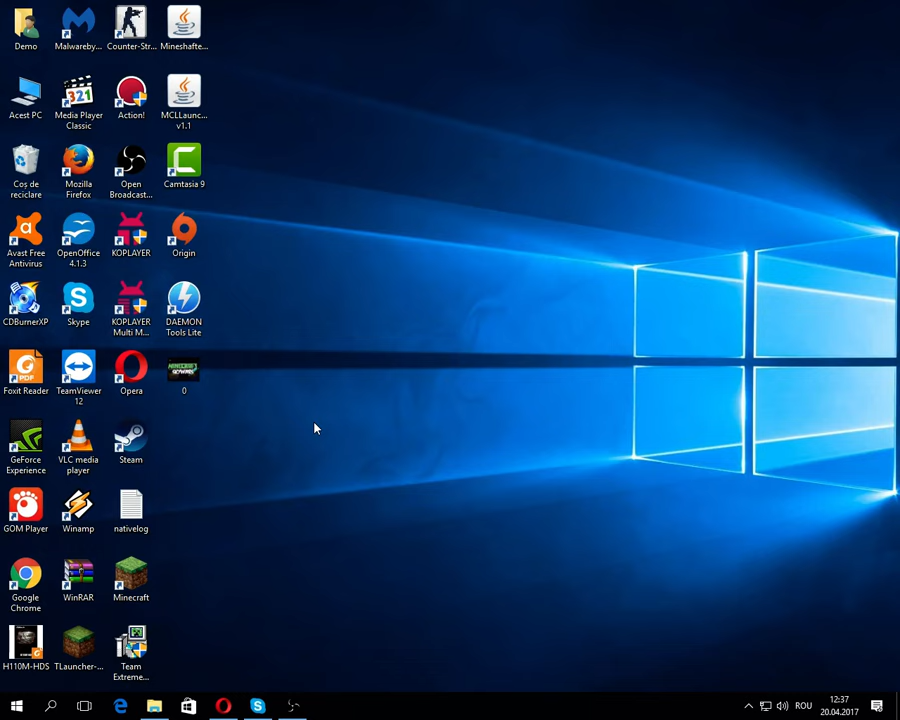 Demo
Malwareby...
Counter-Str...
Mineshafte...
Acest PC
Media Player
Classic
Action!
MCLLaunc...
v1.1
Coș de
reciclare
Mozilla
Firefox
Open
Broadcast...
Camtasia 9
Avast Free
Antivirus
OpenOffice
4.1.3
KOPLAYER
Origin
CDBurnerXP
Skype
KOPLAYER
Multi M...
DAEMON
Tools Lite
Foxit Reader
TeamViewer
12
Opera
0
GeForce
Experience
VLC media
player
Steam
GOM Player
Winamp
nativelog
Google
Chrome
WinRAR
Minecraft
H110M-HDS
TLauncher-...
Team
Extreme...
ROU
12:37
20.04.2017